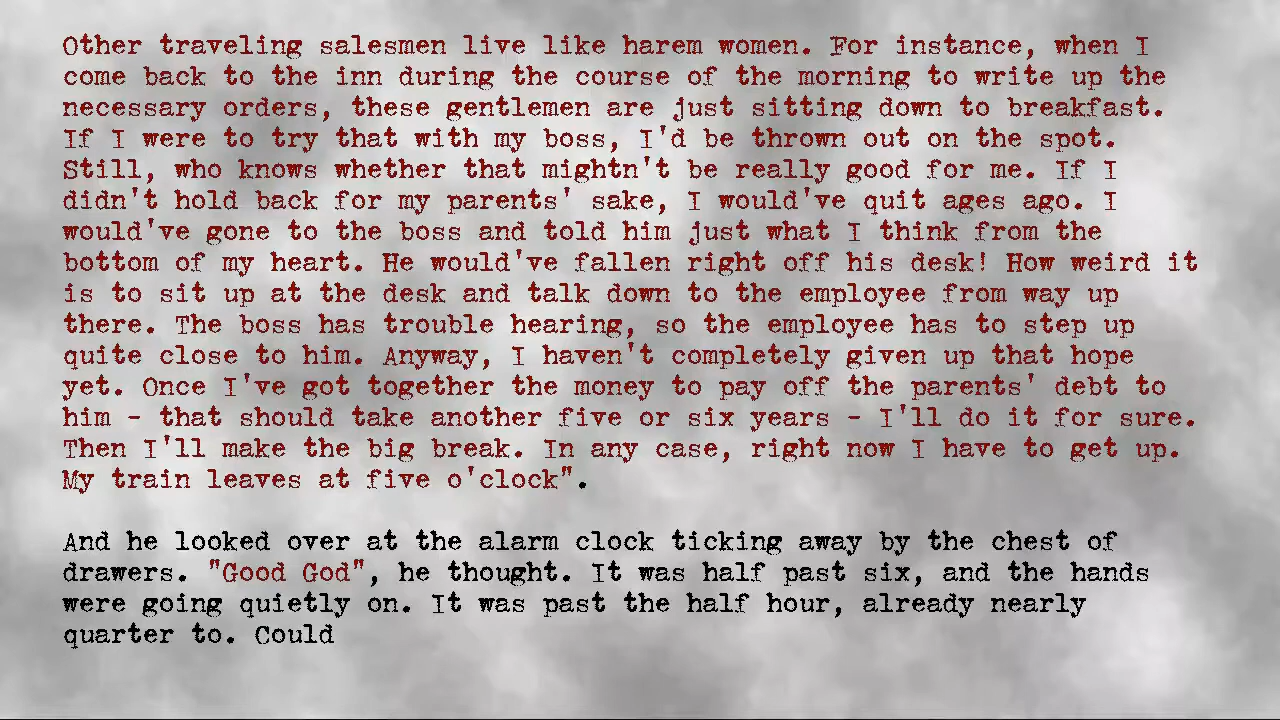 Other traveling salesmen live like harem women. For instance, when I
come back to the inn during the course of the morning to write up the
necessary orders, these gentlemen are just sitting down to breakfast.
If I were to try that with my boss, I'd be thrown out on the spot.
Still, who knows whether that mightn't be really good for me. If I
didn't hold back for my parents' sake, I would've quit ages ago. I
would've gone to the boss and told him just what I think from the
bottom of my heart. He would've fallen right off his desk! How weird it
is to sit up at the desk and talk down to the employee from way up
there. The boss has trouble hearing, so the employee has to step up
quite close to him. Anyway, I haven't completely given up that hope
yet. Once I've got together the money to pay off the parents' debt to
him - that should take another five or six years - I'll do it for sure.
Then I'll make the big break. In any case, right now I have to get up.
My train leaves at five o'clock".
And he looked over at the alarm clock ticking away by the chest of
drawers. "Good God", he thought. It was half past six, and the hands
were going quietly on. It was past the half hour, already nearly
quarter to. Could